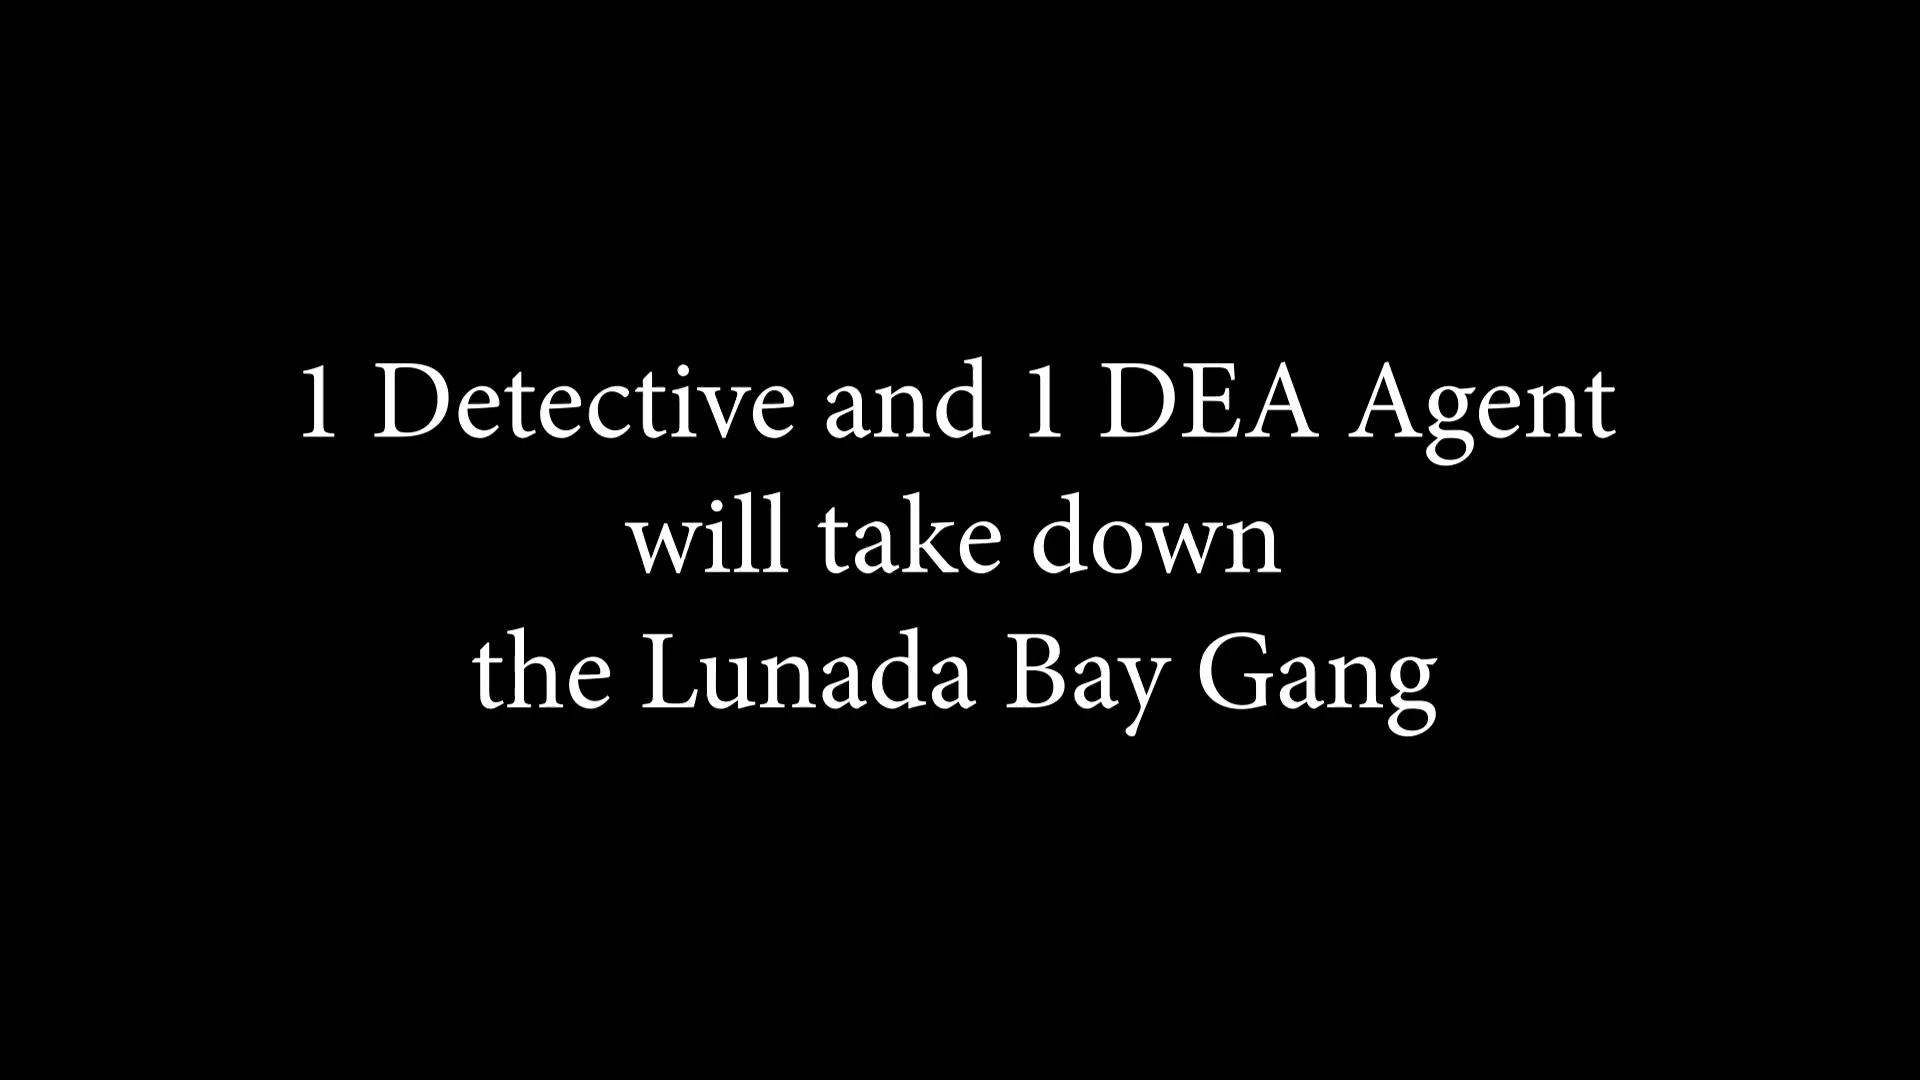 1 Detective and 1 DEA Agent
will take down
the Lunada Bay Gang